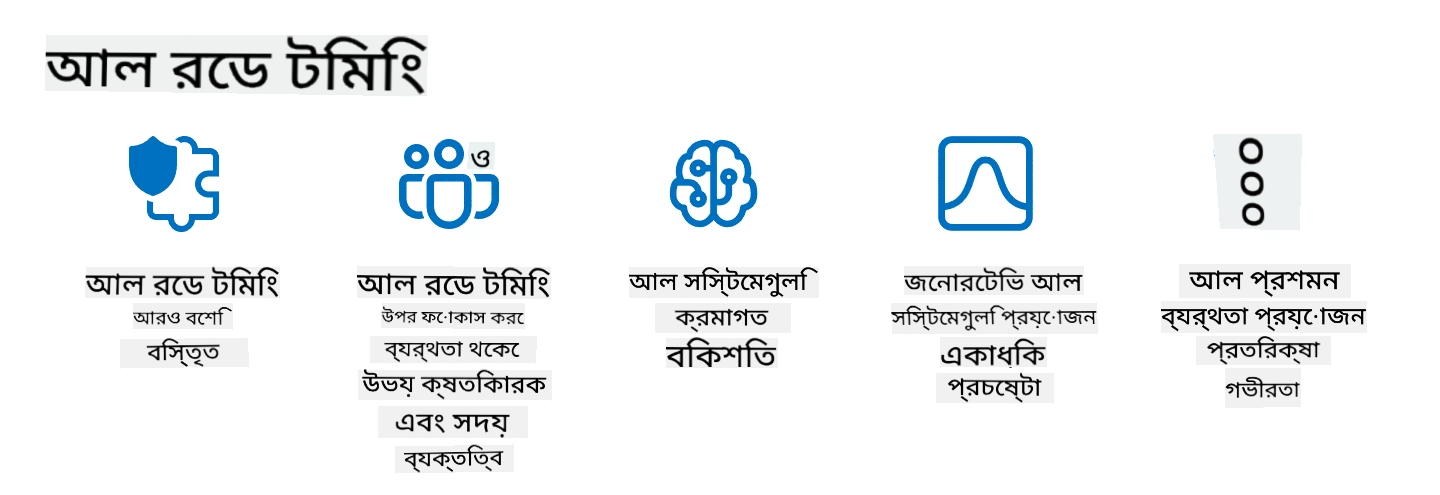 আল রডে টমিিং
ও
আল রডে টমিিং
আরও বশেি
বস্তিৃত
আল রডে টমিিং
উপর ফোকাস করে
ব্যর্থতা থকেে
উভয় ক্ষতকিারক
এবং সদয়
ব্যক্ততি্ব
আল সস্টিমেগুলি
ক্রমাগত
বকিশতি
জনোরটেভি আল
সস্টিমেগুলি প্রয়োজন
একাধকি
প্রচষ্টো
আল প্রশমন
ব্যর্থতা প্রয়োজন
প্রতরিক্ষা
গভীরতা